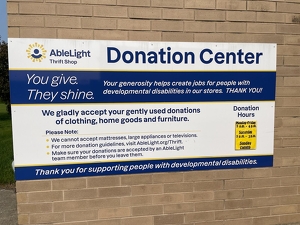 AbleLight
Thrift Shop
Donation Center
You give.
They shine.
Your generosity helps create jobs for people with
developmental disabilities in our stores. THANK YOU!
We gladly accept your gently used donations
of clothing, home goods and furniture.
Please Note:
We cannot accept mattresses, large appliances or televisions.
For more donation guidelines, visit AbleLight.org/Thrift.
Make sure your donations are accepted by an AbleLight
team member before you leave them.
Donation
Hours
Monday-Friday
Saturday
Sunday
Thank you for supporting people with developmental disabilities.